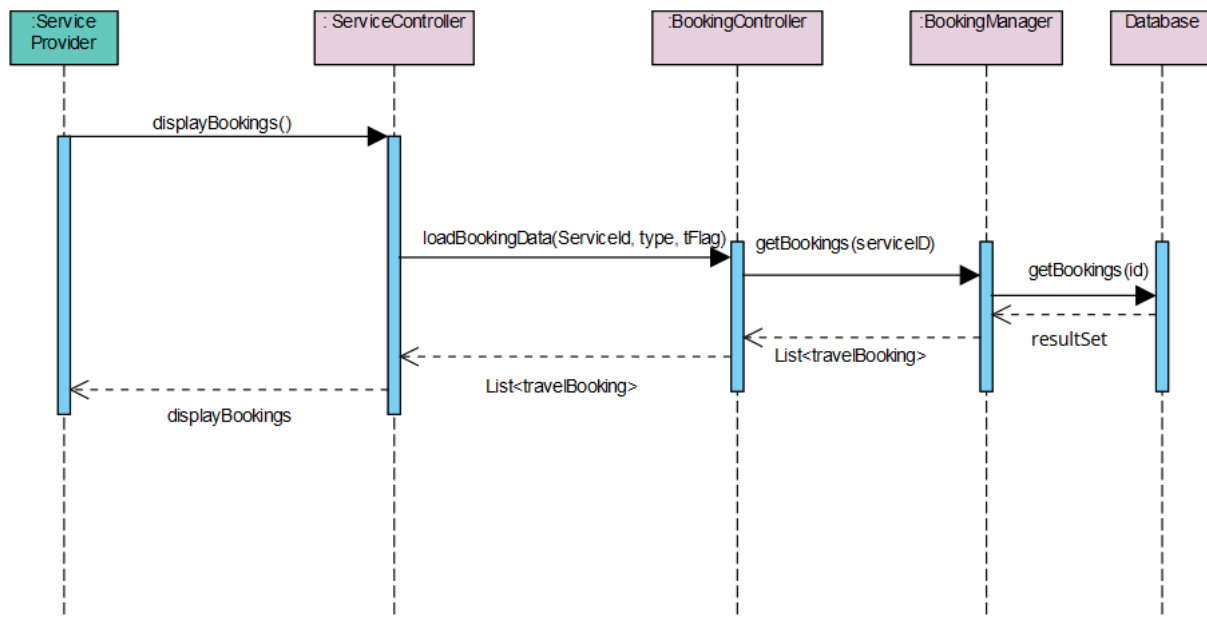 :Service
Provider
: ServiceController
:BookingController
:BookingManager
Database
displayBookings()
loadBookingData(ServiceId, type, tFlag)
getBookings(serviceID)
getBookings(id)
resultSet
List<travelBooking>
List<travelBooking>
displayBookings